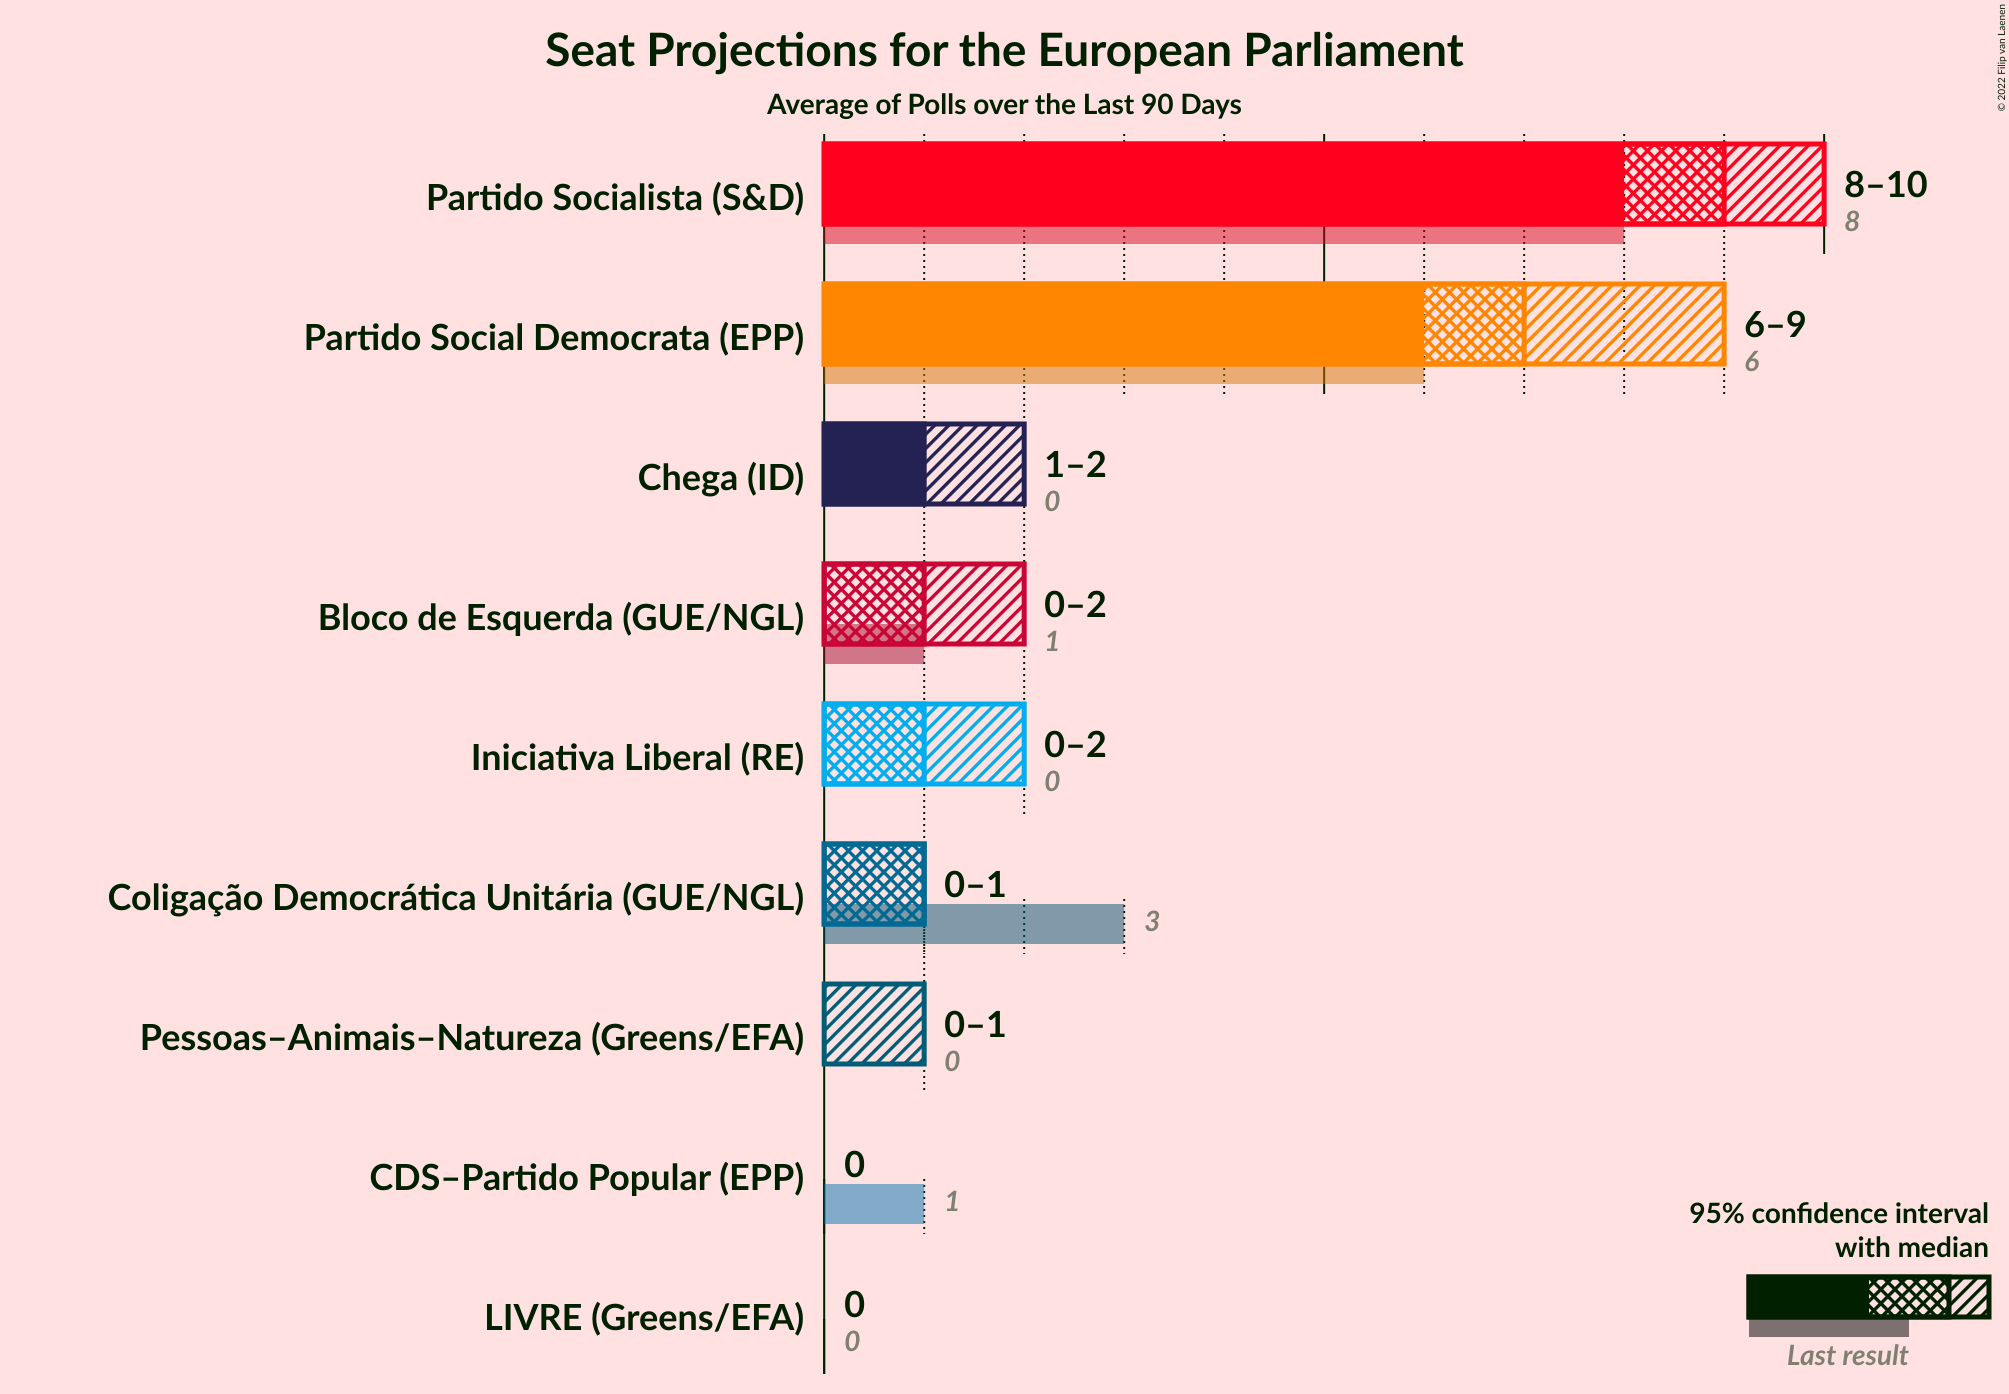 Seat Projections for the European Parliament
Average of Polls over the Last 90 Days
© 2022 Filip van Laenen
Partido Socialista (S&D)
8–10
8
Partido Social Democrata (EPP)
6–9
6
Chega (ID)
1–2
0
Bloco de Esquerda (GUE/NGL)
0–2
1
Iniciativa Liberal (RE)
0–2
0
Coligação Democrática Unitária (GUE/NGL)
0–1
3
Pessoas–Animais–Natureza (Greens/EFA)
0–1
0
CDS–Partido Popular (EPP)
0
1
LIVRE (Greens/EFA)
0
0
95% confidence interval
with median
Last result